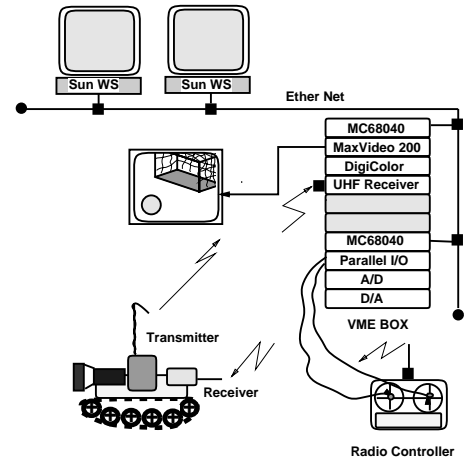 Sun WS
Sun WS
Ether Net
MC68040
MaxVideo 200
DigiColor
UHF Receiver
MC68040
Parallel I/O
A/D
D/A
VME BOX
Transmitter
Receiver
Radio Controller